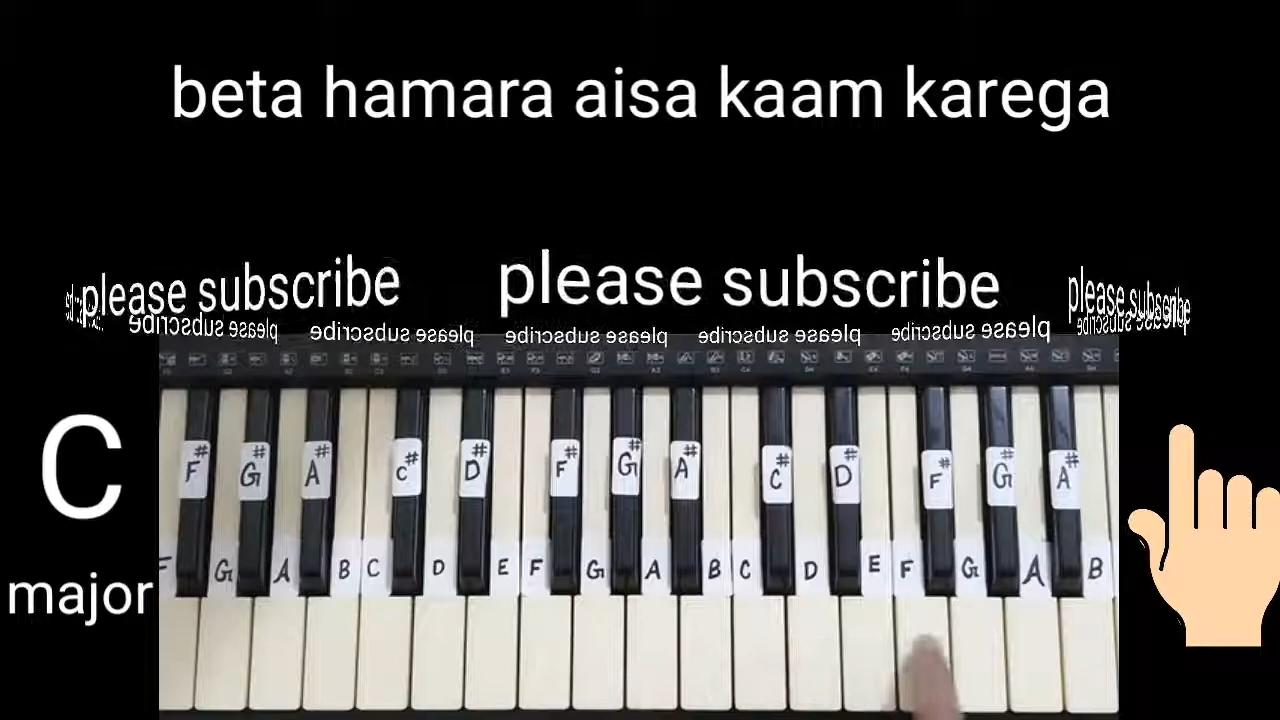 beta hamara aisa kaam karega
please subscribe please subscribe please subscribe
please subscribe please subscribe please subscribe please subscribe please subscribe
C
major
F# G# A# C# D# F# G# A# C# D# F# G# A#
F G A B C D E F G A B C D E F G A B